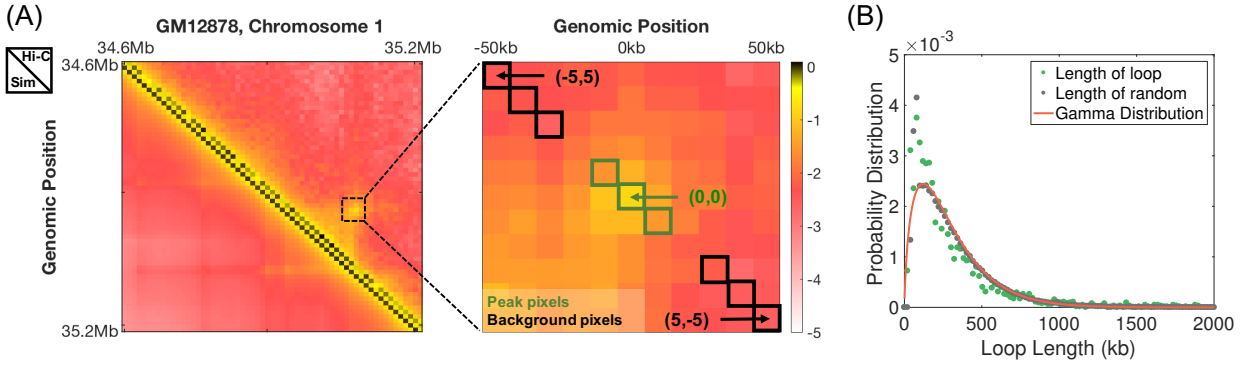 (A)
GM12878, Chromosome 1
34.6Mb
35.2Mb
Hi-C
Sim
34.6Mb
35.2Mb
Genomic Position
Genomic Position
-50kb
0kb
50kb
(-5,5)
(0,0)
(5,-5)
Peak pixels
Background pixels
0
-1
-2
-3
-4
-5
(B)
×10⁻³
5
4
3
2
1
0
Probability Distribution
Length of loop
Length of random
Gamma Distribution
0
500
1000
1500
2000
Loop Length (kb)